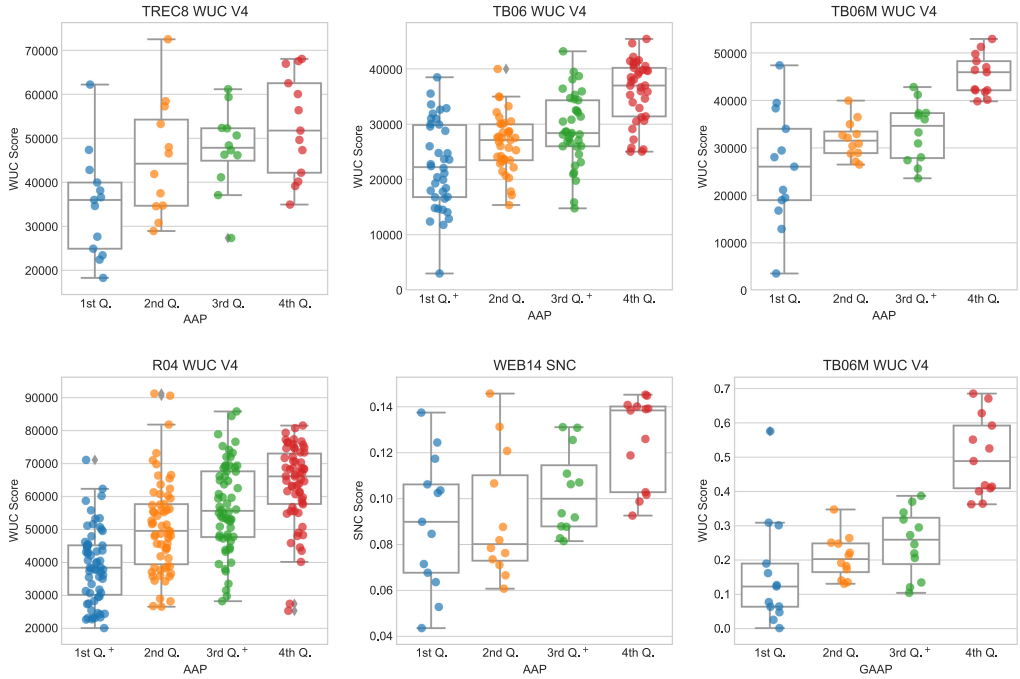 TREC8 WUC V4
WUC Score
70000
60000
50000
40000
30000
20000
1st Q. 2nd Q. 3rd Q. 4th Q.
AAP
TB06 WUC V4
WUC Score
40000
30000
20000
10000
0
1st Q.+ 2nd Q. 3rd Q.+ 4th Q.
AAP
TB06M WUC V4
WUC Score
50000
40000
30000
20000
10000
0
1st Q. 2nd Q. 3rd Q.+ 4th Q.
AAP
R04 WUC V4
WUC Score
90000
80000
70000
60000
50000
40000
30000
20000
1st Q.+ 2nd Q. 3rd Q.+ 4th Q.
AAP
WEB14 SNC
SNC Score
0.14
0.12
0.10
0.08
0.06
0.04
1st Q. 2nd Q. 3rd Q.+ 4th Q.
AAP
TB06M WUC V4
WUC Score
0.7
0.6
0.5
0.4
0.3
0.2
0.1
0.0
1st Q. 2nd Q. 3rd Q.+ 4th Q.
GAAP